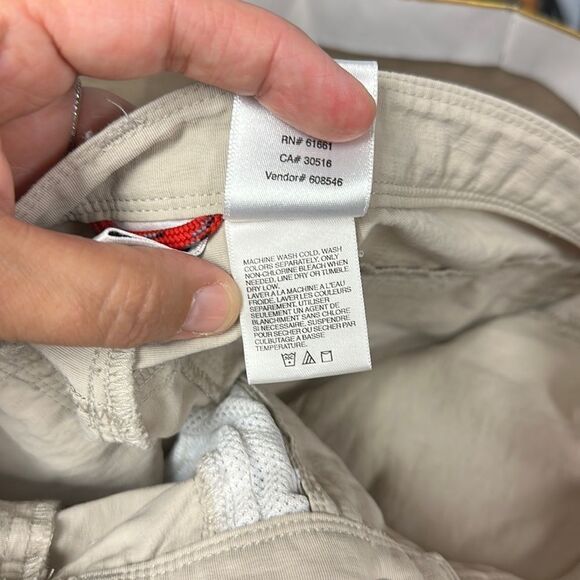 RN# 61661
CA# 30516
Vendor# 608546
MACHINE WASH COLD. WASH
COLORS SEPARATELY, ONLY
NON-CHLORINE BLEACH WHEN
NEEDED. LINE DRY OR TUMBLE
DRY LOW.
LAVER A LA MACHINE A L'EAU
FROIDE, LAVER LES COULEURS
SEPAREMENT, UTILISER
SEULEMENT UN AGENT DE
BLANCHIMENT SANS CHLORE
SI NECESSAIRE, SUSPENDRE
POUR SECHER OU SECHER PAR
CULBUTAGE A BASSE
TEMPERATURE.